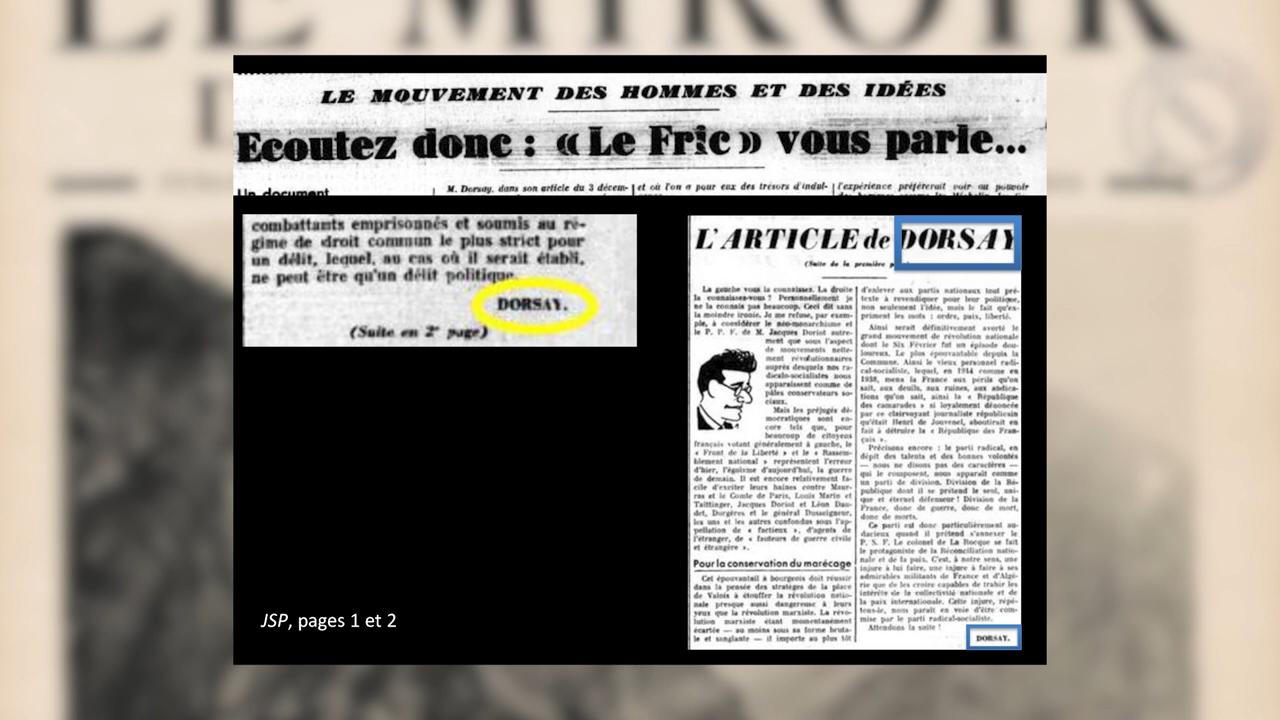 LE MIROIR
LE MOUVEMENT DES HOMMES ET DES IDÉES
Ecoutez donc : « Le Fric » vous parle...
Un document
M. Dorsay, dans son article du 3 décem-
et où l'on a pour eux des trésors d'indul-
l'expérience préférerait voir au pouvoir
combattants emprisonnés et soumis au ré-
gime de droit commun le plus strict pour
un délit, lequel, au cas où il serait établi,
ne peut être qu'un délit politique.
DORSAY.
(Suite en 2e page)
L'ARTICLE de DORSAY
(Suite de la première p
La gauche vous la connaissez. La droite
la connaissez-vous ? Personnellement je
ne la connais pas beaucoup. Ceci dit sans
la moindre ironie. Je me refuse, par exem-
ple, à considérer le néo-monarchisme et
le P. P. F. de M. Jacques Doriot autre-
ment que sous l'aspect
de mouvements nette-
ment révolutionnaires
auprès desquels nos ra-
dicalo-socialistes nous
apparaissent comme de
pâles conservateurs so-
ciaux.
Mais les préjugés dé-
mocratiques sont en-
core tels que, pour
beaucoup de citoyens
français votant généralement à gauche, le
« Front de la Liberté » et le « Rassem-
blement national » représentent l'erreur
d'hier, l'égoïsme d'aujourd'hui, la guerre
de demain. Il est encore relativement fa-
cile d'exciter leurs haines contre Maur-
ras et le Comte de Paris, Louis Marin et
Taittinger, Jacques Doriot et Léon Dau-
det, Dorgères et le général Duseigneur,
les uns et les autres confondus sous l'ap-
pellation de « factieux », d'agents de
l'étranger, de « fauteurs de guerre civile
et étrangère ».
Pour la conservation du marécage
Cet épouvantail à bourgeois doit réussir
dans la pensée des stratèges de la place
de Valois à étouffer la révolution natio-
nale presque aussi dangereuse à leurs
yeux que la révolution marxiste. La révo-
lution marxiste étant momentanément
écartée — au moins sous sa forme bruta-
le et sanglante — il importe au plus tôt
d'enlever aux partis nationaux tout pré-
texte à revendiquer pour leur politique,
non seulement l'idée, mais le fait qu'ex-
priment les mots : ordre, paix, liberté.
Ainsi serait définitivement avorté le
grand mouvement de révolution nationale
dont le Six Février fut un épisode dou-
loureux. Le plus épouvantable depuis la
Commune. Ainsi le vieux personnel radi-
cal-socialiste, lequel, en 1914 comme en
1938, mena la France aux périls qu'on
sait, aux deuils, aux ruines, aux abdica-
tions qu'on sait, ainsi la « République
des camarades » si loyalement dénoncée
par ce clairvoyant journaliste républicain
qu'était Henri de Jouvenel, aboutirait en
fait à détruire la « République des Fran-
çais ».
Précisons encore : le parti radical, en
dépit des talents et des bonnes volontés
— nous ne disons pas des caractères —
qui le composent, nous apparaît comme
un parti de division. Division de la Ré-
publique dont il se prétend le seul, uni-
que et éternel défenseur ! Division de la
France, donc de guerre, donc de mort,
donc de morts.
Ce parti est donc particulièrement au-
dacieux quand il prétend s'annexer le
P. S. F. Le colonel de La Rocque se fait
le protagoniste de la Réconciliation natio-
nale et de la paix. C'est, à notre sens, une
injure à lui faire, une injure à faire à ses
admirables militants de France et d'Algé-
rie que de les croire capables de trahir les
intérêts de la collectivité nationale et de
la paix internationale. Cette injure, répé-
tons-le, nous paraît en voie d'être com-
mise par le parti radical-socialiste.
Attendons la suite !
DORSAY.
JSP, pages 1 et 2